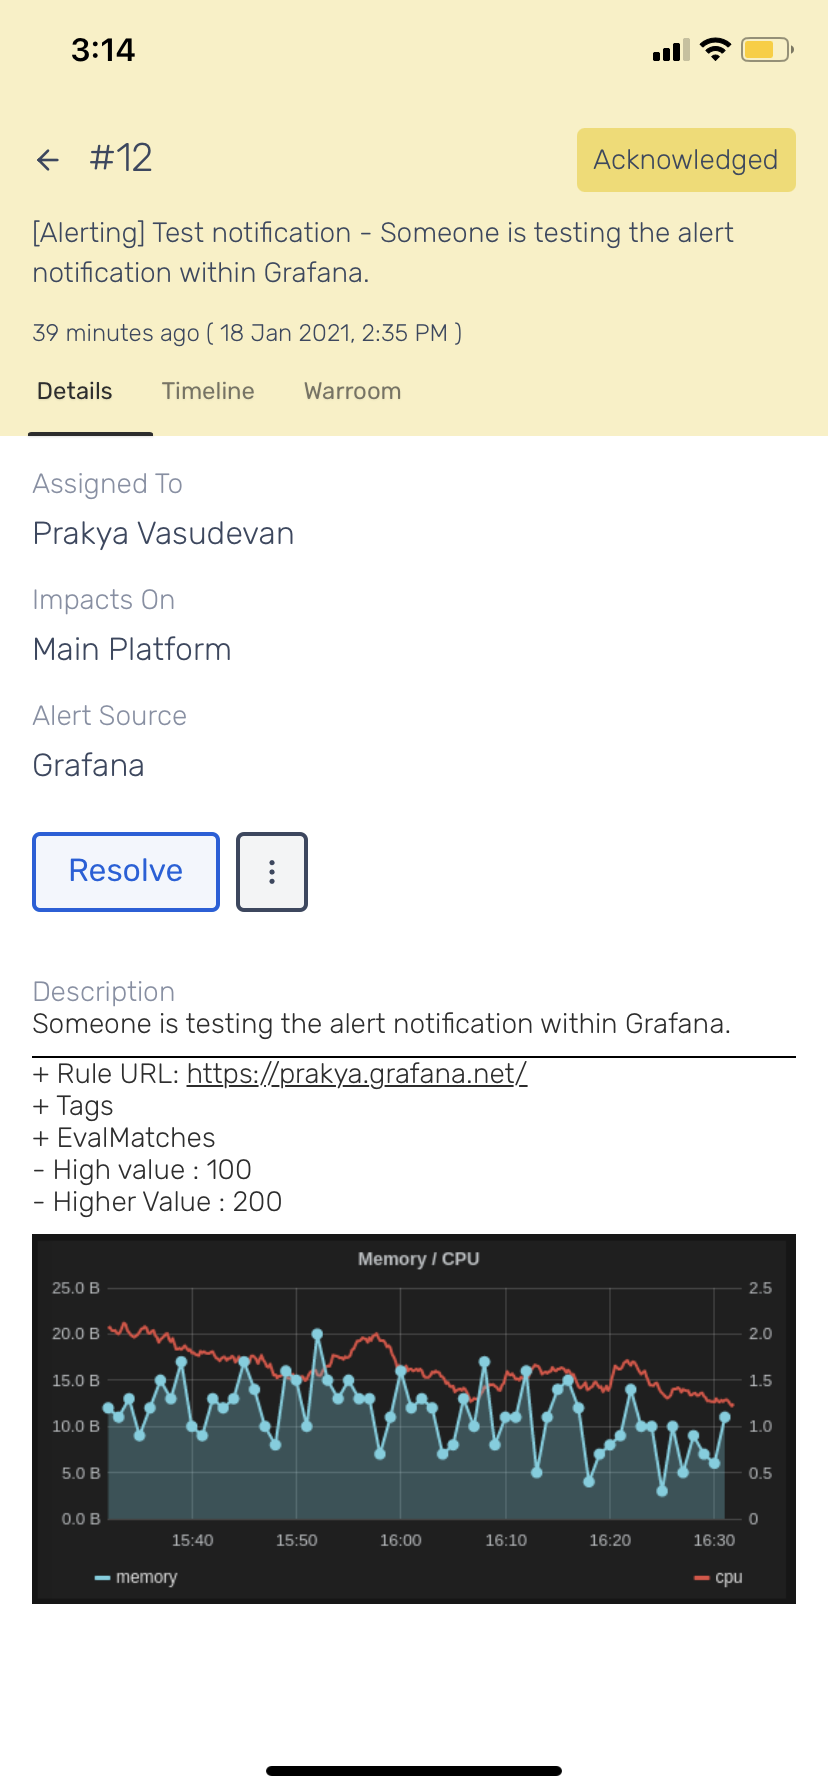 3:14
#12
Acknowledged
[Alerting] Test notification - Someone is testing the alert
notification within Grafana.
39 minutes ago ( 18 Jan 2021, 2:35 PM )
Details Timeline Warroom
Assigned To
Prakya Vasudevan
Impacts On
Main Platform
Alert Source
Grafana
Resolve
Description
Someone is testing the alert notification within Grafana.
+ Rule URL: https://prakya.grafana.net/
+ Tags
+ EvalMatches
- High value : 100
- Higher Value : 200
Memory / CPU
25.0 B 2.5
20.0 B 2.0
15.0 B 1.5
10.0 B 1.0
5.0 B 0.5
0.0 B 0
15:40 15:50 16:00 16:10 16:20 16:30
memory cpu